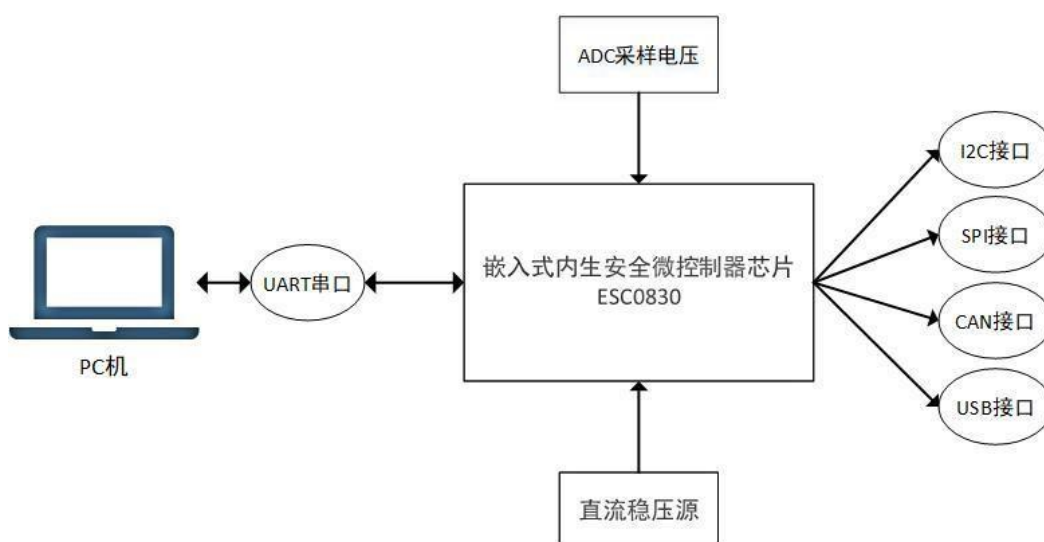 ADC采样电压
I2C接口
SPI接口
嵌入式内生安全微控制器芯片
ESC0830
UART串口
CAN接口
PC机
USB接口
直流稳压源